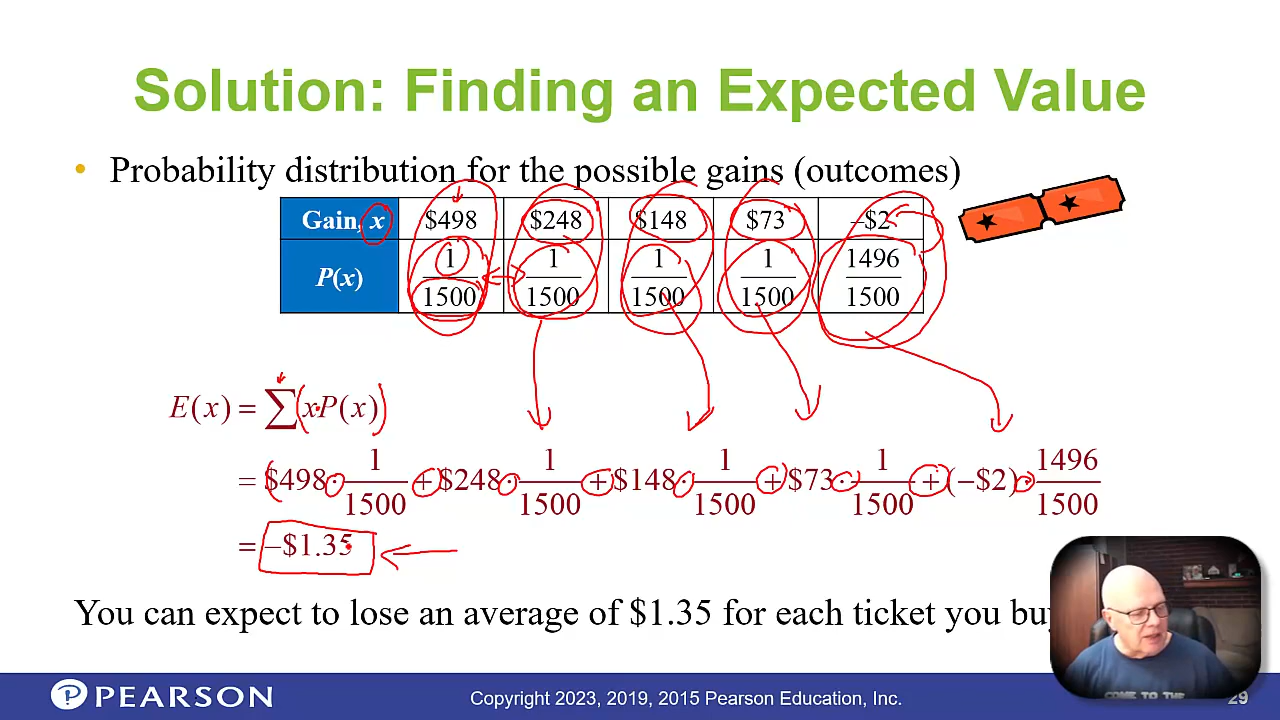 Solution: Finding an Expected Value
• Probability distribution for the possible gains (outcomes)
Gain, x $498 $248 $148 $73 –$2
P(x) 1/1500 1/1500 1/1500 1/1500 1496/1500
E(x) = ∑(x·P(x))
= $498· 1/1500 + $248· 1/1500 + $148· 1/1500 + $73· 1/1500 + (–$2)· 1496/1500
= –$1.35
You can expect to lose an average of $1.35 for each ticket you buy
COME TO THE
P PEARSON
Copyright 2023, 2019, 2015 Pearson Education, Inc.
29